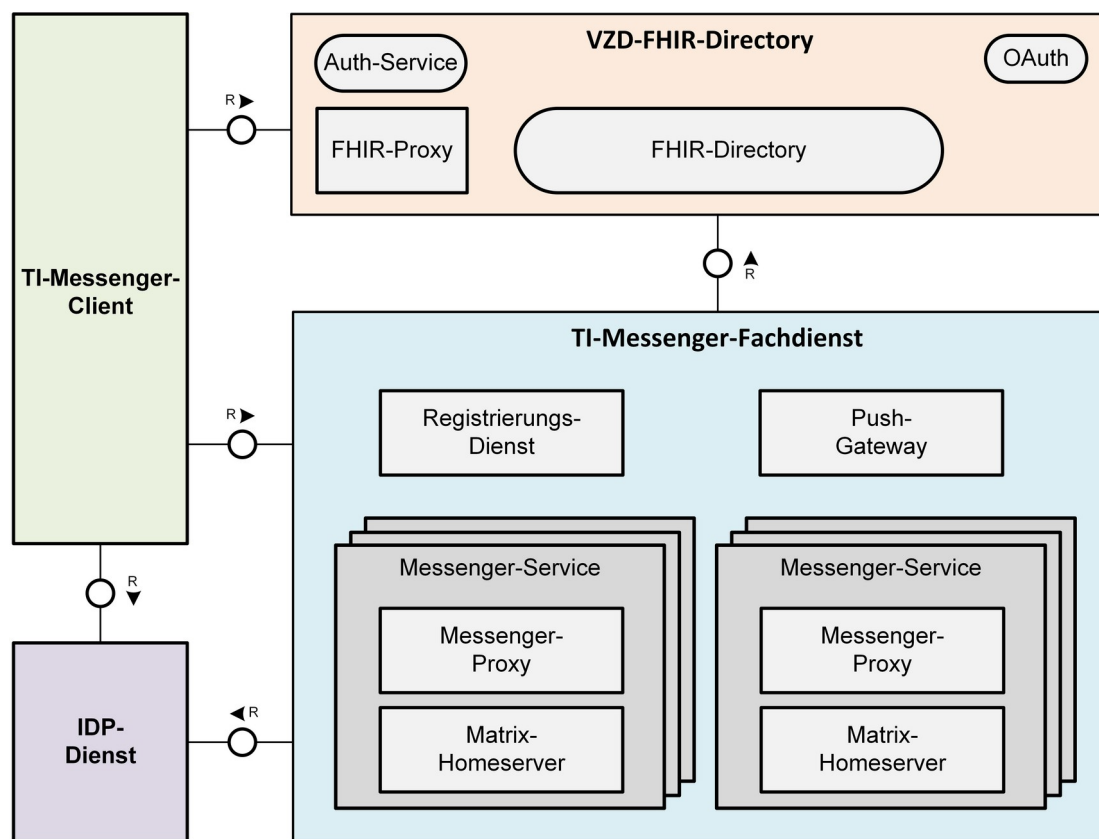 VZD-FHIR-Directory
Auth-Service
OAuth
R
FHIR-Proxy
FHIR-Directory
TI-Messenger-
Client
R
TI-Messenger-Fachdienst
R
Registrierungs-
Dienst
Push-
Gateway
Messenger-Service
Messenger-
Proxy
Matrix-
Homeserver
Messenger-Service
Messenger-
Proxy
Matrix-
Homeserver
R
IDP-
Dienst
R